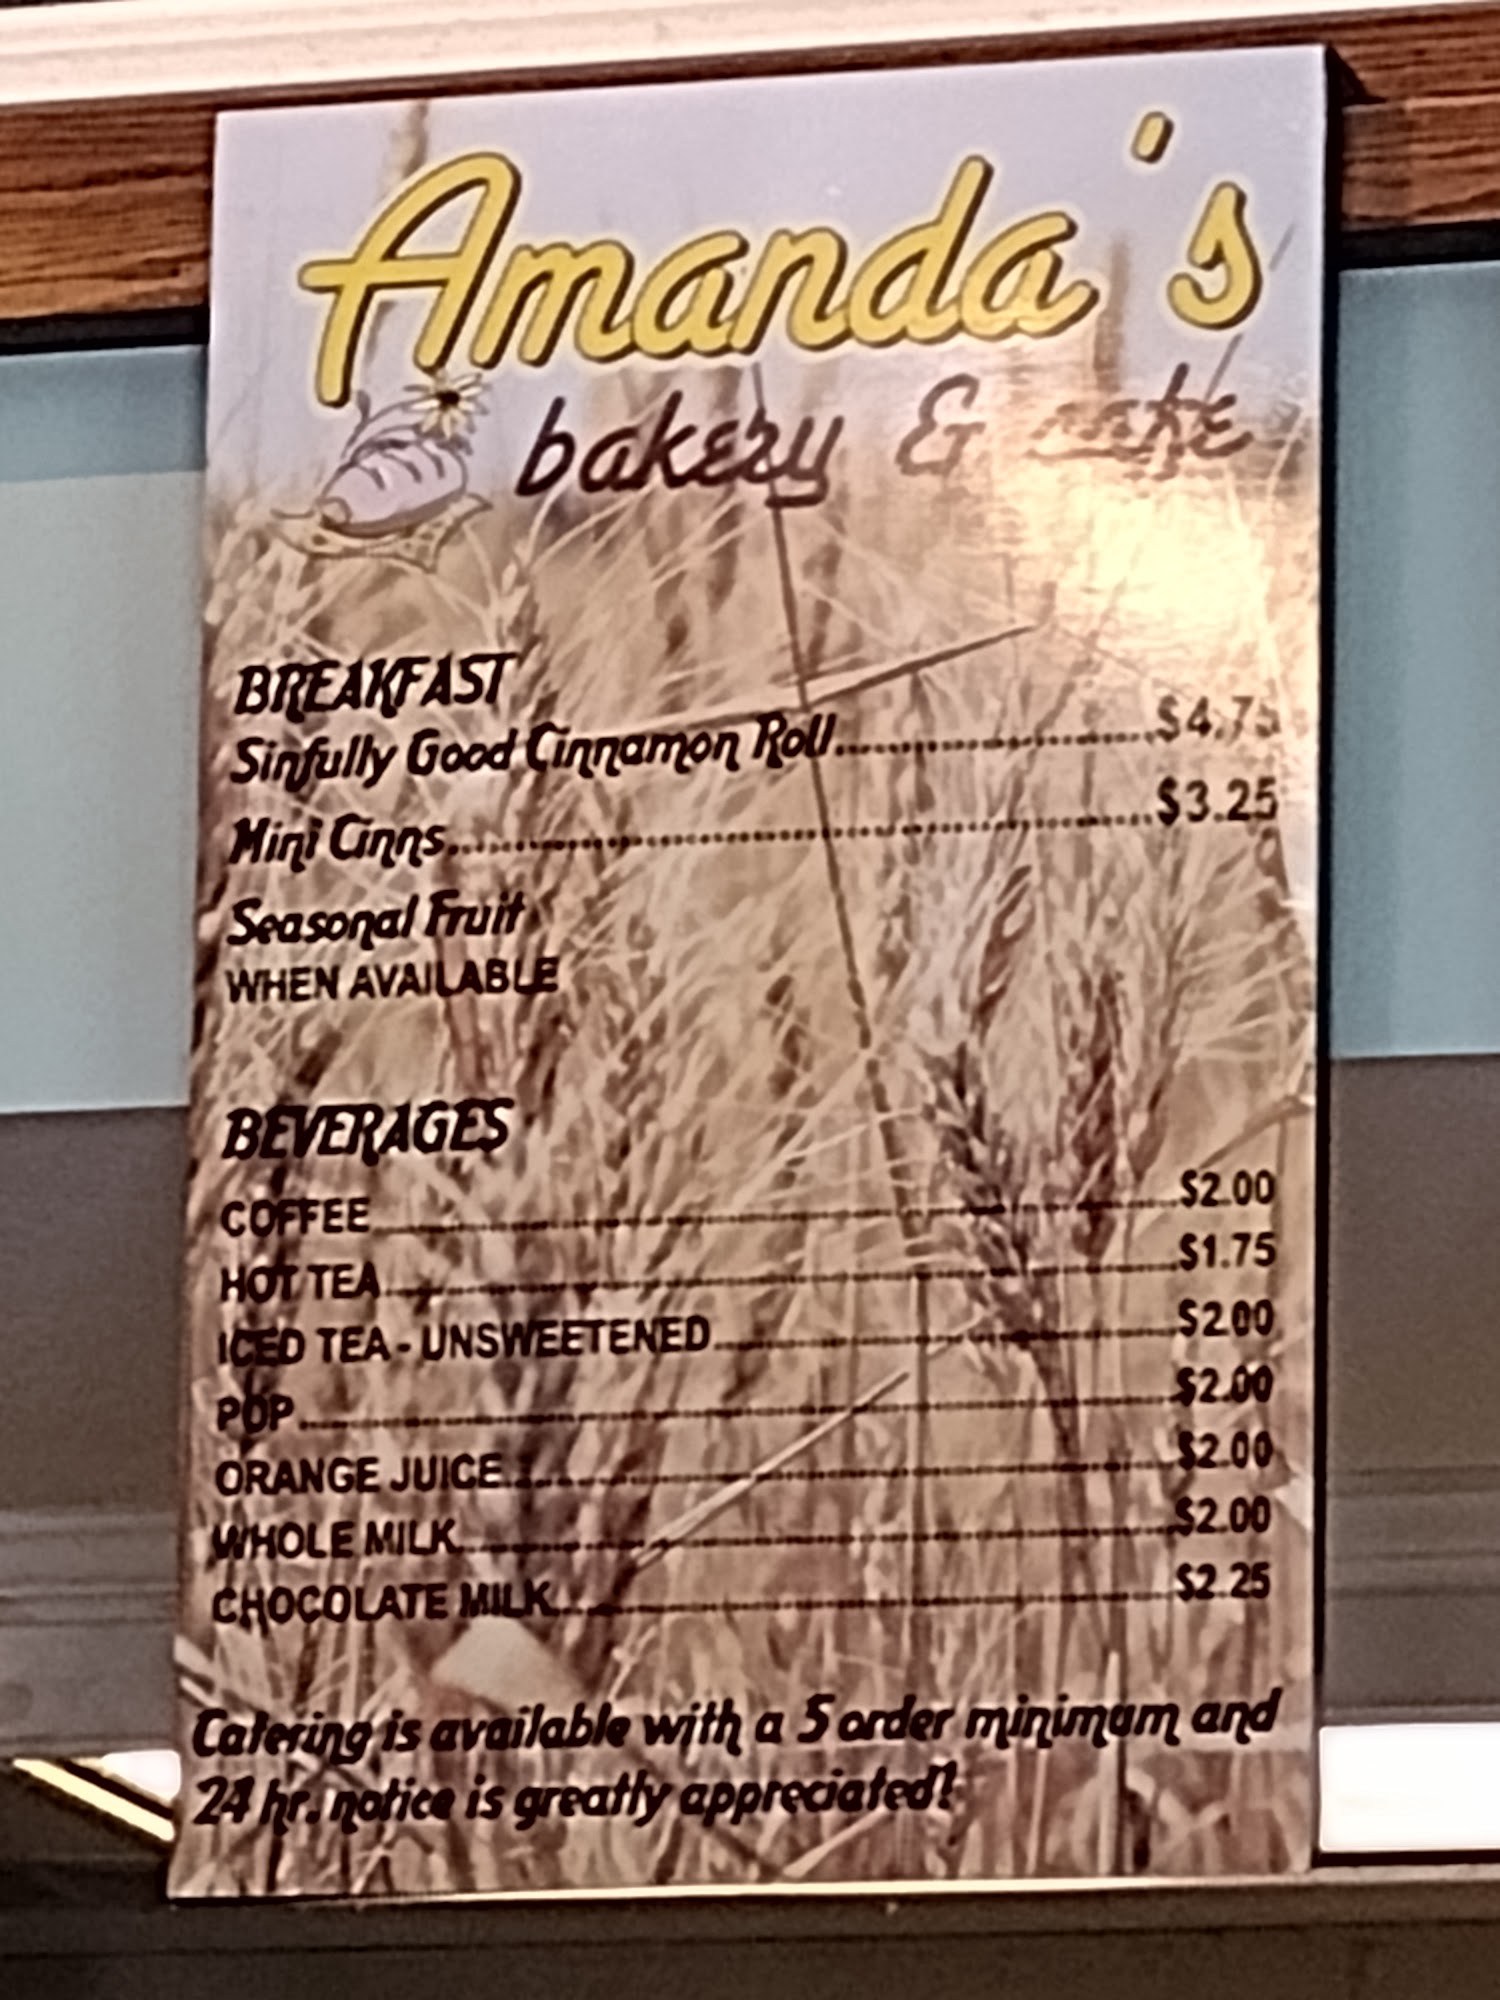 Amanda's
bakery &
BREAKFAST
Sinfully Good Cinnamon Roll..............................$4.75
Mini Cinns..............................$3.25
Seasonal Fruit
WHEN AVAILABLE
BEVERAGES
COFFEE..............................$2.00
HOT TEA..............................$1.75
ICED TEA - UNSWEETENED..............................$2.00
POP..............................$2.00
ORANGE JUICE..............................$2.00
WHOLE MILK..............................$2.00
CHOCOLATE MILK..............................$2.25
Catering is available with a 5 order minimum and
24 hr. notice is greatly appreciated!